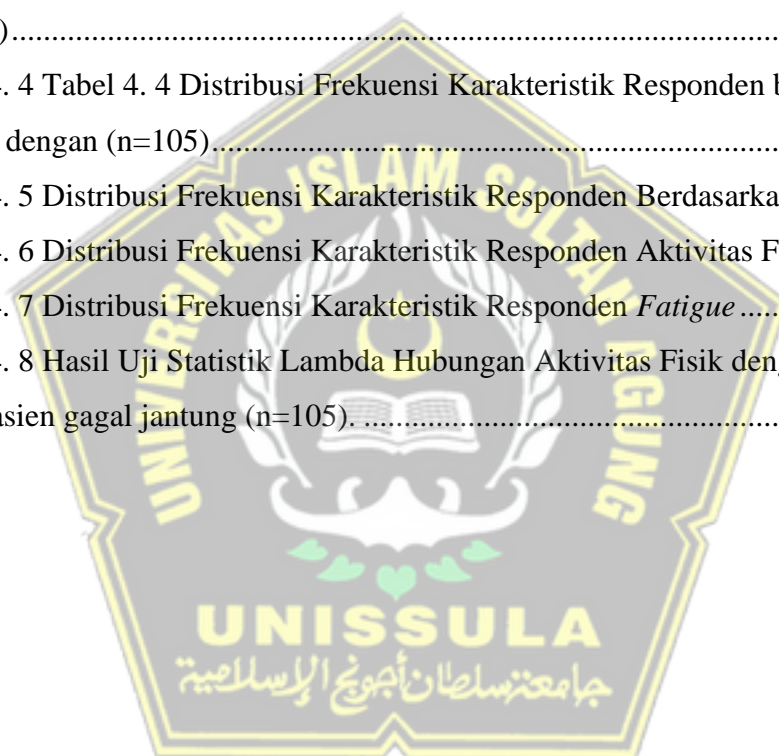 )......................................................................................................
. 4 Tabel 4. 4 Distribusi Frekuensi Karakteristik Responden b
dengan (n=105)......................................................................
. 5 Distribusi Frekuensi Karakteristik Responden Berdasarka
. 6 Distribusi Frekuensi Karakteristik Responden Aktivitas F
. 7 Distribusi Frekuensi Karakteristik Responden Fatigue.....
. 8 Hasil Uji Statistik Lambda Hubungan Aktivitas Fisik deng
asien gagal jantung (n=105). ..................................................
UNIVERSITAS ISLAM SULTAN AGUNG
UNISSULA
جامعة سلطان أجونج الإسلامية